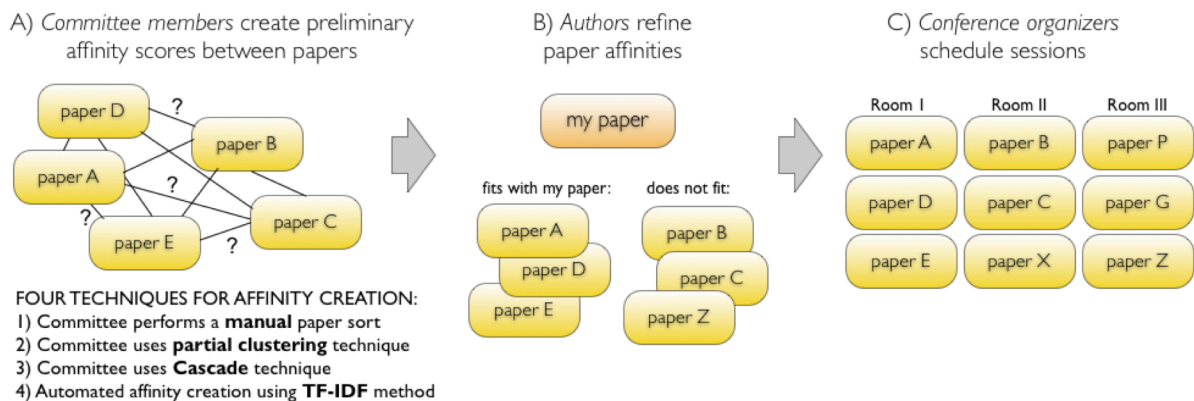 A) Committee members create preliminary
affinity scores between papers
paper D
?
paper B
paper A
?
paper C
?
paper E
?
FOUR TECHNIQUES FOR AFFINITY CREATION:
1) Committee performs a manual paper sort
2) Committee uses partial clustering technique
3) Committee uses Cascade technique
4) Automated affinity creation using TF-IDF method
B) Authors refine
paper affinities
my paper
fits with my paper:
paper A
paper D
paper E
does not fit:
paper B
paper C
paper Z
C) Conference organizers
schedule sessions
Room I
Room II
Room III
paper A
paper B
paper P
paper D
paper C
paper G
paper E
paper X
paper Z